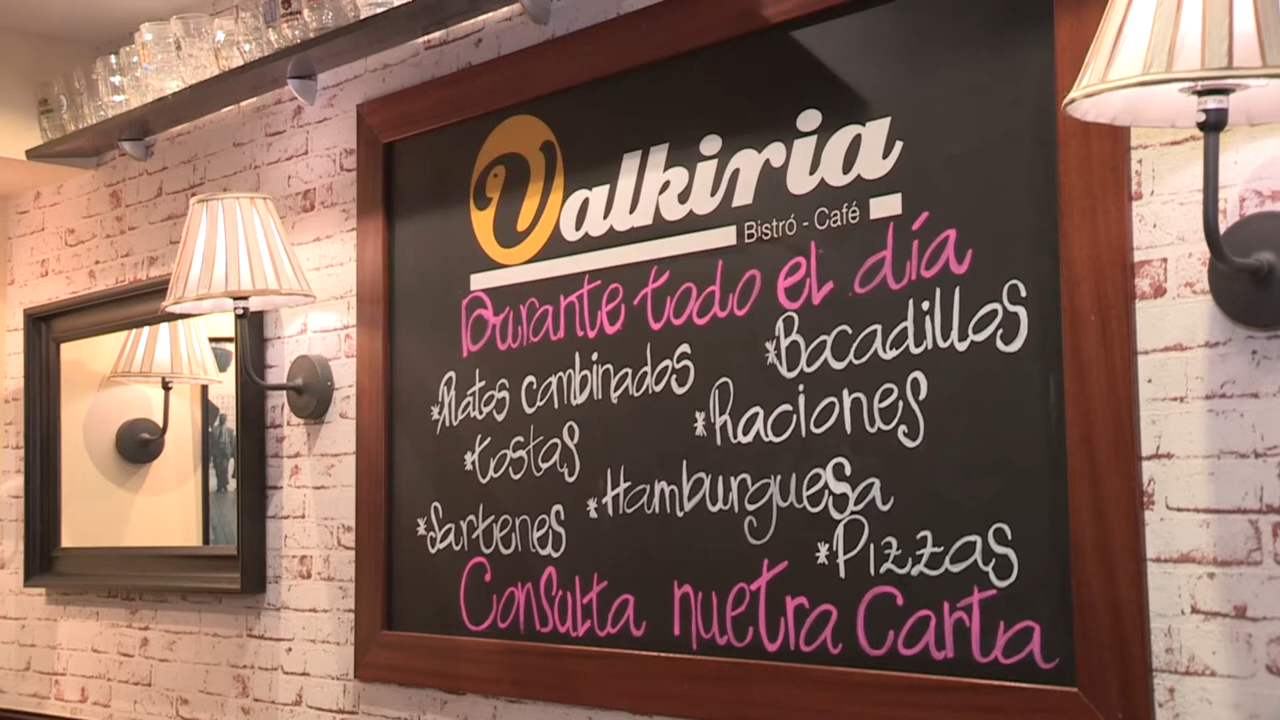 Valkiria
Bistró - Café
Durante todo el día
*Platos combinados
*Bocadillos
*tostas
*Raciones
*Sartenes
*Hamburguesa
*Pizzas
Consulta nuetra Carta